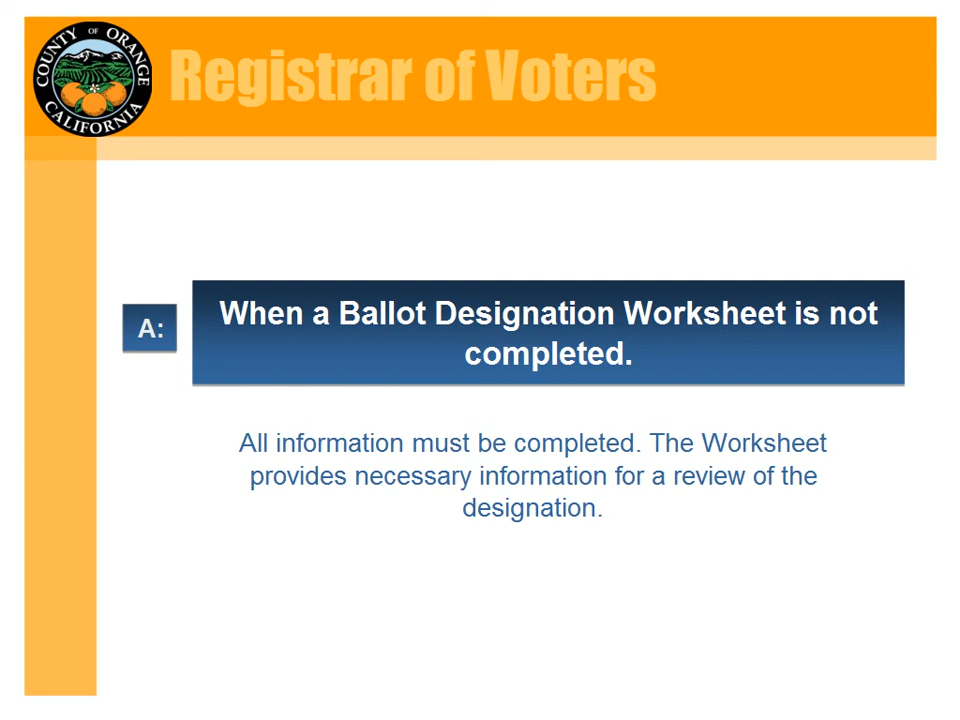 COUNTY OF ORANGE
CALIFORNIA
Registrar of Voters
A:
When a Ballot Designation Worksheet is not
completed.
All information must be completed. The Worksheet
provides necessary information for a review of the
designation.